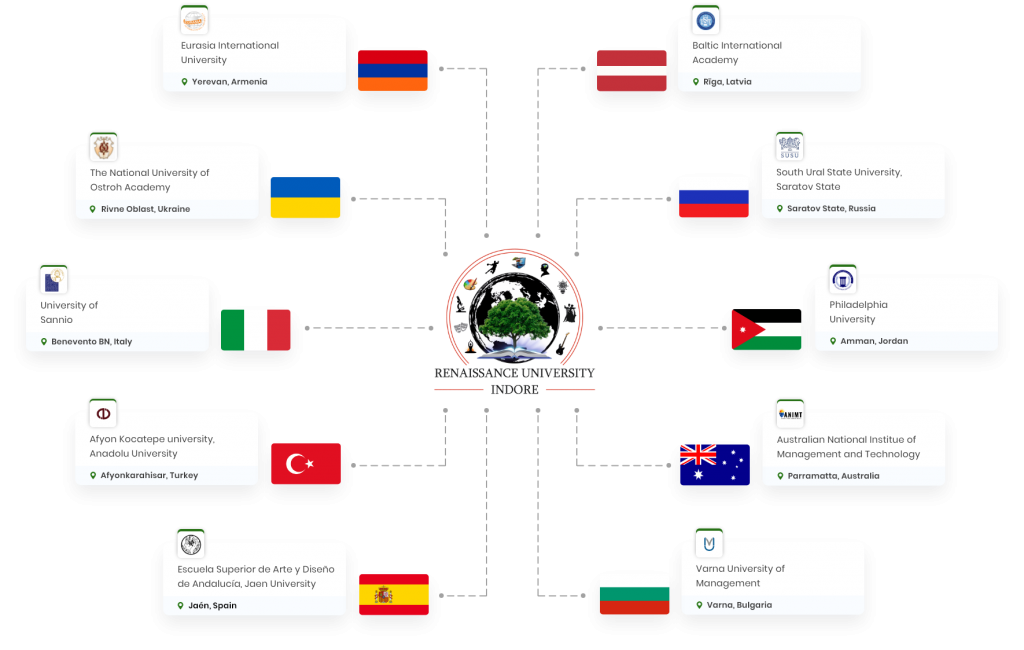 Eurasia International
University
Yerevan, Armenia
Baltic International
Academy
Rīga, Latvia
The National University of
Ostroh Academy
Rivne Oblast, Ukraine
SUSU
South Ural State University,
Saratov State
Saratov State, Russia
University of
Sannio
Benevento BN, Italy
Philadelphia
University
Amman, Jordan
RENAISSANCE UNIVERSITY
INDORE
Afyon Kocatepe university,
Anadolu University
Afyonkarahisar, Turkey
ANIMT
Australian National Institue of
Management and Technology
Parramatta, Australia
Escuela Superior de Arte y Diseño
de Andalucía, Jaen University
Jaén, Spain
Varna University of
Management
Varna, Bulgaria